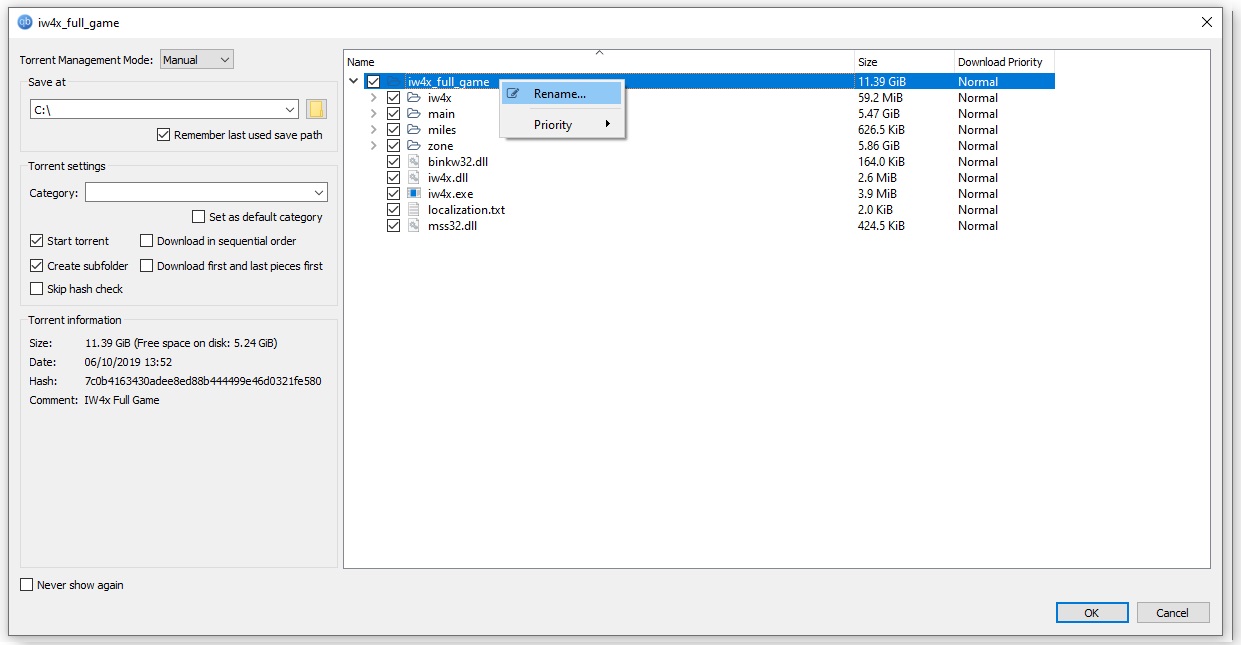 iw4x_full_game
Torrent Management Mode: Manual
Save at
C:\
Remember last used save path
Torrent settings
Category:
Set as default category
Start torrent Download in sequential order
Create subfolder Download first and last pieces first
Skip hash check
Torrent information
Size: 11.39 GiB (Free space on disk: 5.24 GiB)
Date: 06/10/2019 13:52
Hash: 7c0b4163430adee8ed88b444499e46d0321fe580
Comment: IW4x Full Game
Never show again
Name Size Download Priority
iw4x_full_game 11.39 GiB Normal
iw4x 59.2 MiB Normal
main 5.47 GiB Normal
miles 626.5 KiB Normal
zone 5.86 GiB Normal
binkw32.dll 164.0 KiB Normal
iw4x.dll 2.6 MiB Normal
iw4x.exe 3.9 MiB Normal
localization.txt 2.0 KiB Normal
mss32.dll 424.5 KiB Normal
Rename...
Priority
OK Cancel